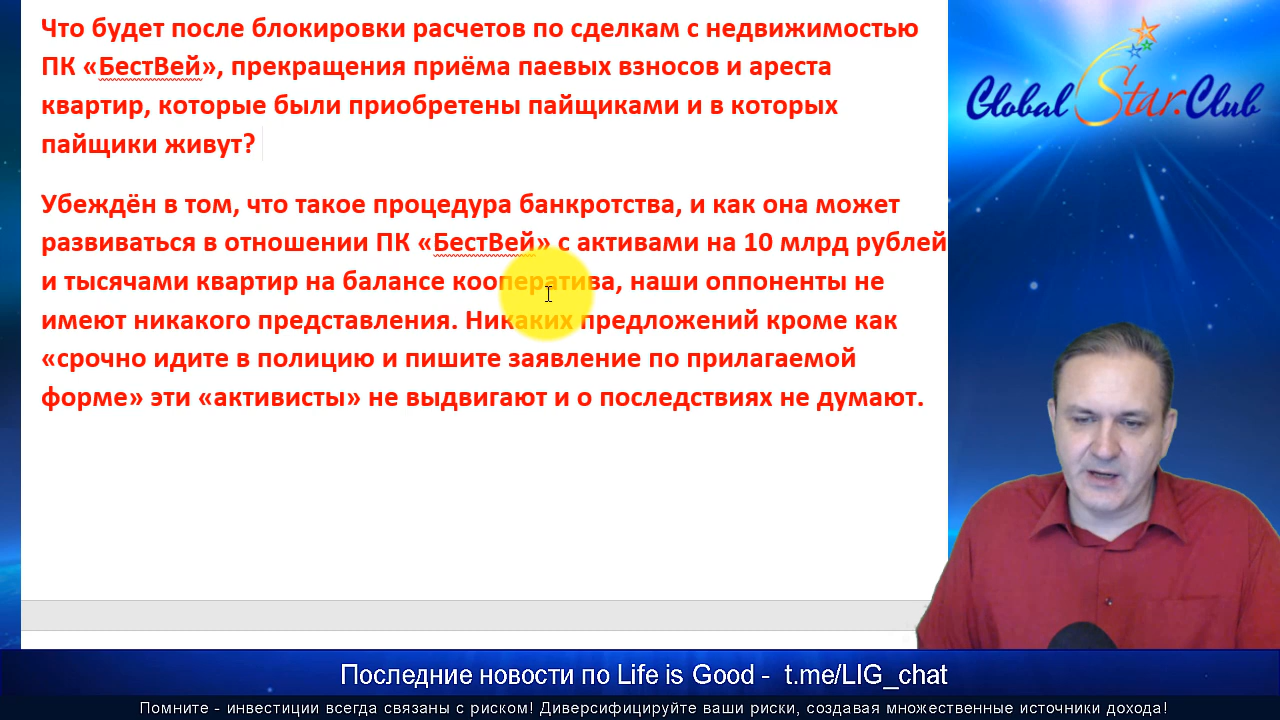 Что будет после блокировки расчетов по сделкам с недвижимостью
ПК «БестВей», прекращения приёма паевых взносов и ареста
квартир, которые были приобретены пайщиками и в которых
пайщики живут?
Убеждён в том, что такое процедура банкротства, и как она может
развиваться в отношении ПК «БестВей» с активами на 10 млрд рублей
и тысячами квартир на балансе кооператива, наши оппоненты не
имеют никакого представления. Никаких предложений кроме как
«срочно идите в полицию и пишите заявление по прилагаемой
форме» эти «активисты» не выдвигают и о последствиях не думают.
Global Star.Club
Последние новости по Life is Good - t.me/LIG_chat
Помните - инвестиции всегда связаны с риском! Диверсифицируйте ваши риски, создавая множественные источники дохода!